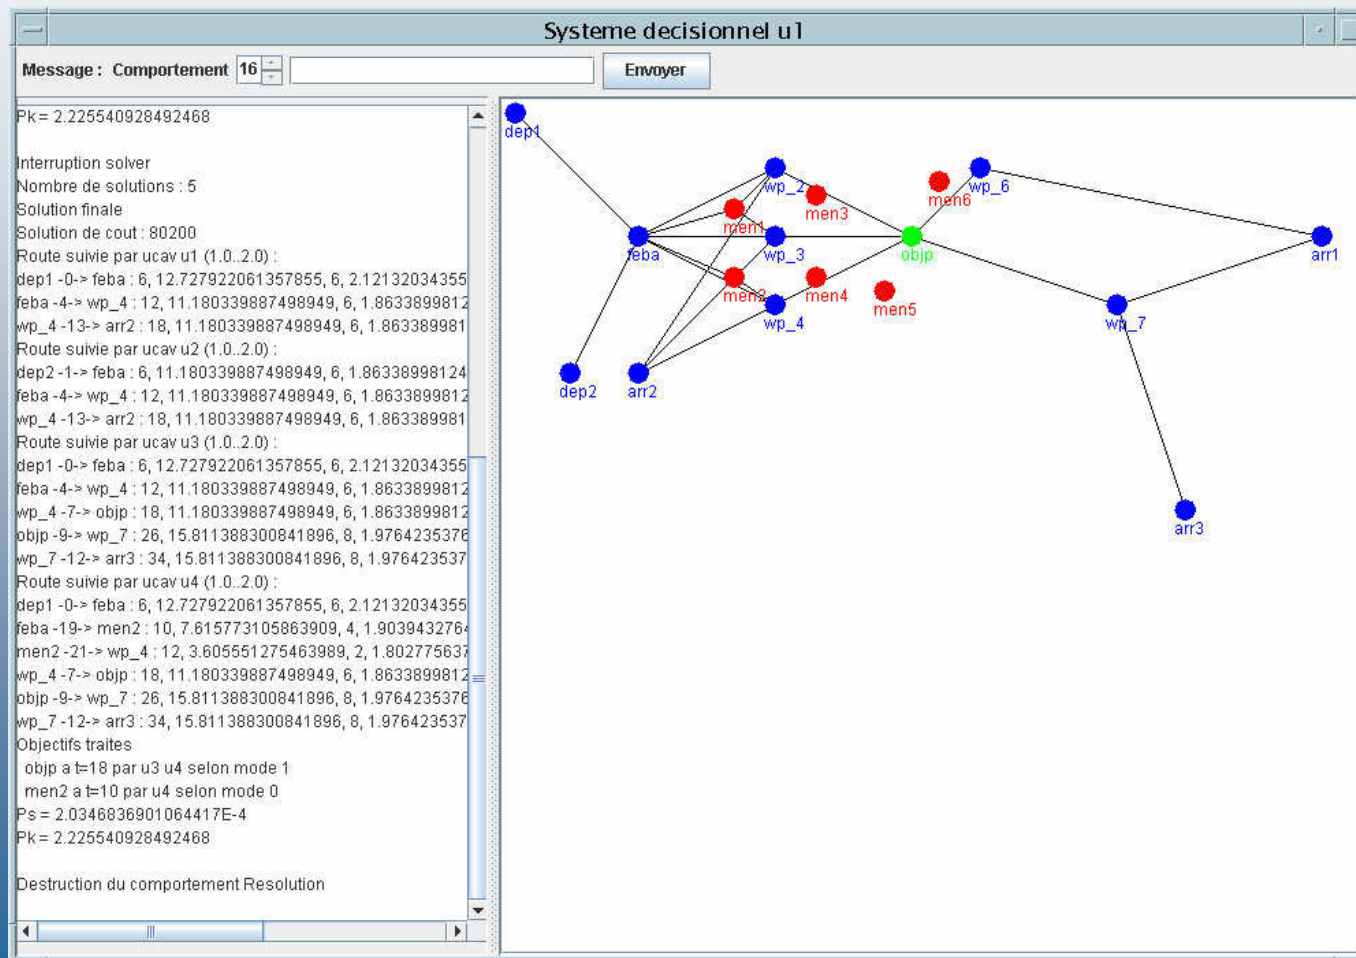 Systeme decisionnel u1
Message : Comportement 16 Envoyer
Pk = 2.225540928492468
Interruption solver
Nombre de solutions : 5
Solution finale
Solution de cout : 80200
Route suivie par ucav u1 (1.0..2.0) :
dep1 -0-> feba : 6, 12.727922061357855, 6, 2.12132034355
feba -4-> wp_4 : 12, 11.180339887498949, 6, 1.8633899812
wp_4 -13-> arr2 : 18, 11.180339887498949, 6, 1.863389981
Route suivie par ucav u2 (1.0..2.0) :
dep2 -1-> feba : 6, 11.180339887498949, 6, 1.86338998124
feba -4-> wp_4 : 12, 11.180339887498949, 6, 1.8633899812
wp_4 -13-> arr2 : 18, 11.180339887498949, 6, 1.863389981
Route suivie par ucav u3 (1.0..2.0) :
dep1 -0-> feba : 6, 12.727922061357855, 6, 2.12132034355
feba -4-> wp_4 : 12, 11.180339887498949, 6, 1.8633899812
wp_4 -7-> objp : 18, 11.180339887498949, 6, 1.8633899812
objp -9-> wp_7 : 26, 15.811388300841896, 8, 1.9764235376
wp_7 -12-> arr3 : 34, 15.811388300841896, 8, 1.976423537
Route suivie par ucav u4 (1.0..2.0) :
dep1 -0-> feba : 6, 12.727922061357855, 6, 2.12132034355
feba -19-> men2 : 10, 7.615773105863909, 4, 1.903943276
men2 -21-> wp_4 : 12, 3.605551275463989, 2, 1.802775637
wp_4 -7-> objp : 18, 11.180339887498949, 6, 1.8633899812
objp -9-> wp_7 : 26, 15.811388300841896, 8, 1.9764235376
wp_7 -12-> arr3 : 34, 15.811388300841896, 8, 1.976423537
Objectifs traites
objp a t=18 par u3 u4 selon mode 1
men2 a t=10 par u4 selon mode 0
Ps = 2.0346836901064417E-4
Pk = 2.225540928492468
Destruction du comportement Resolution
dep1
wp_2
wp_6
men6
men3
men1
feba
wp_3
objp
arr1
men2
men4
men5
wp_4
wp_7
dep2
arr2
arr3